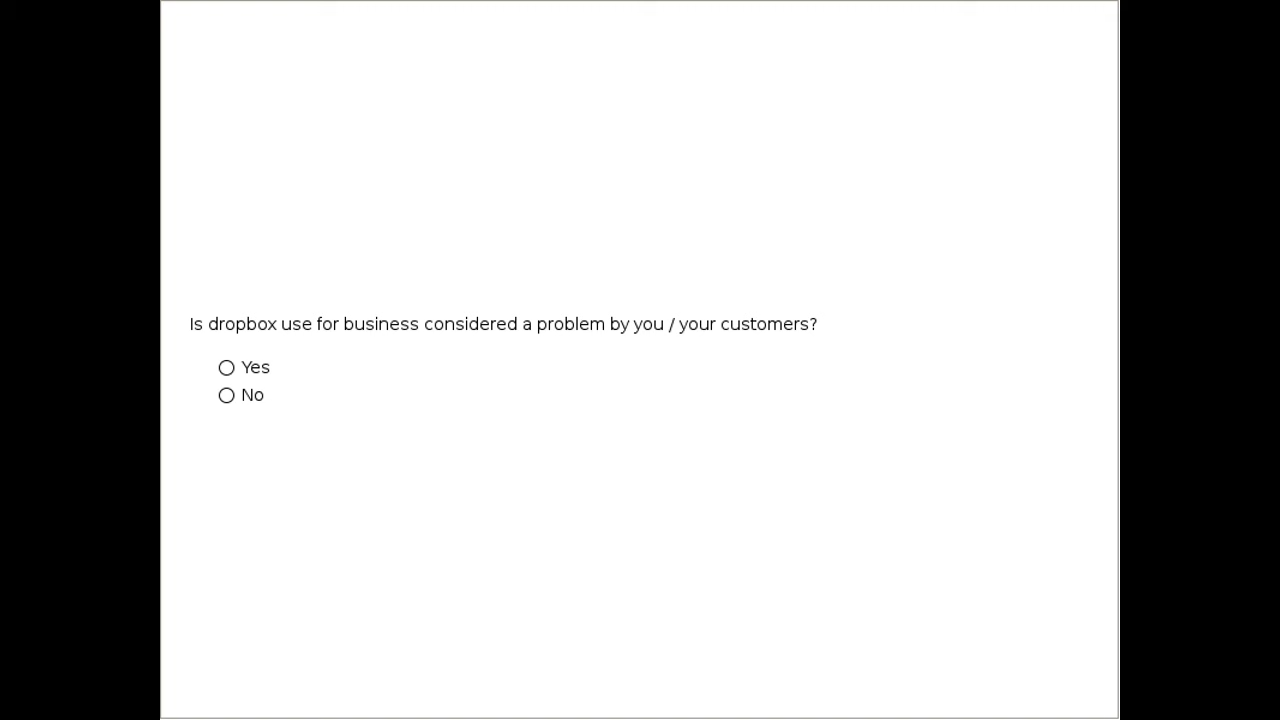 Is dropbox use for business considered a problem by you / your customers?
Yes
No